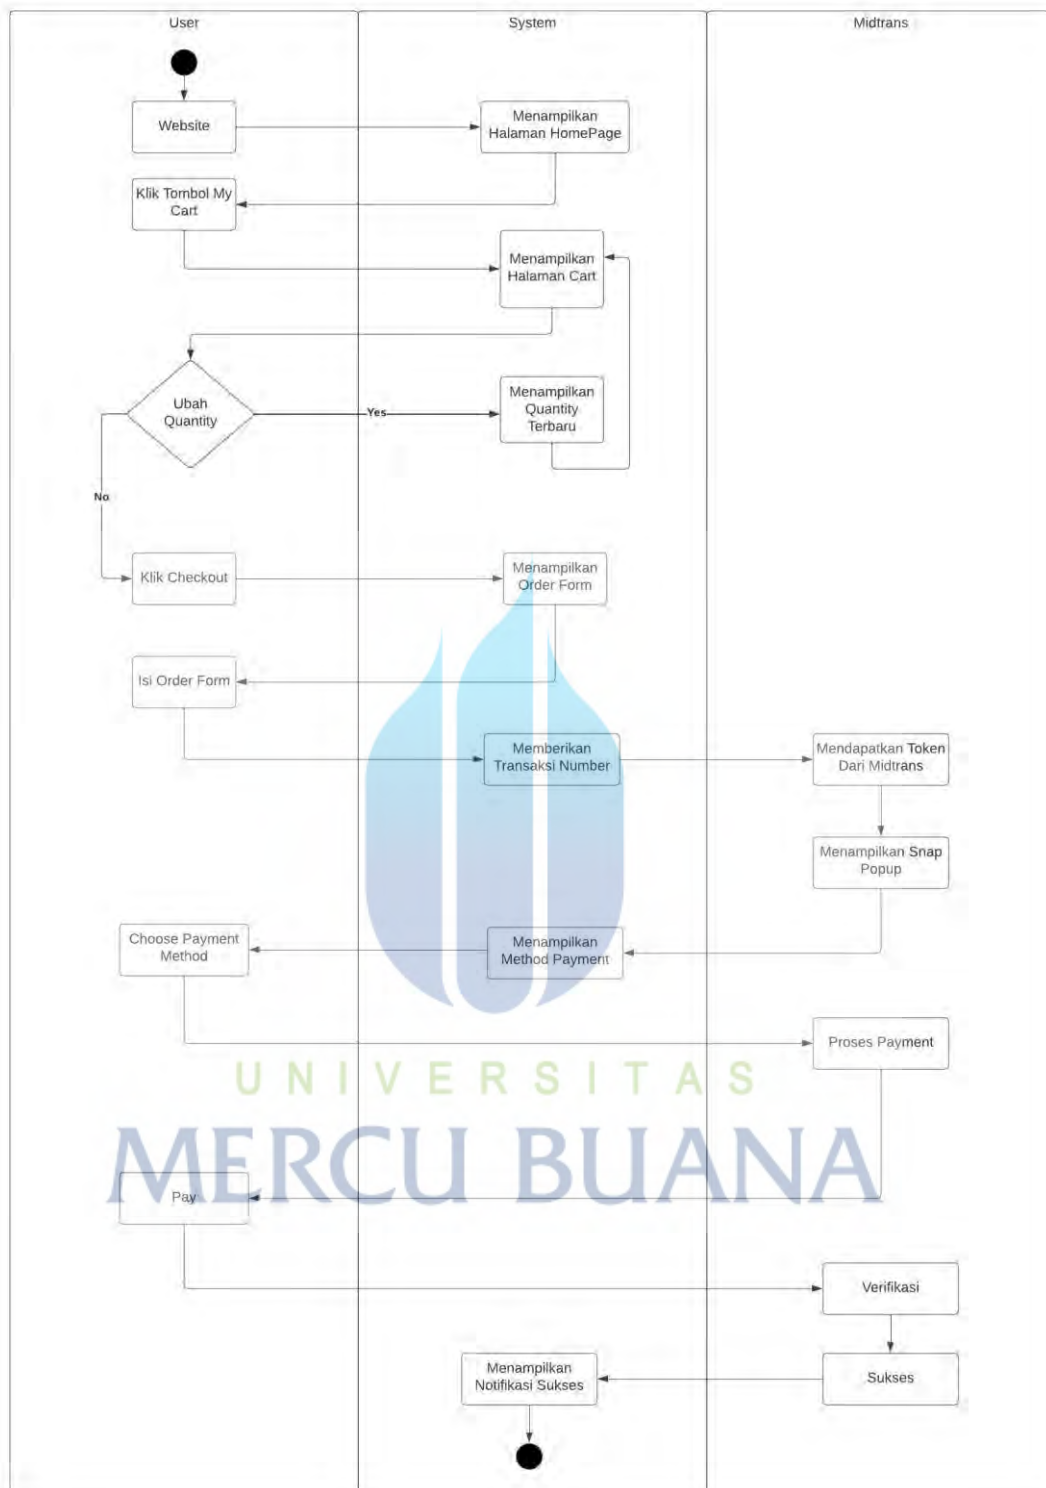 User
System
Midtrans
Website
Menampilkan
Halaman HomePage
Klik Tombol My
Cart
Menampilkan
Halaman Cart
Ubah
Quantity
Yes
Menampilkan
Quantity
Terbaru
No
Klik Checkout
Menampilkan
Order Form
Isi Order Form
Memberikan
Transaksi Number
Mendapatkan Token
Dari Midtrans
Menampilkan Snap
Popup
Menampilkan
Method Payment
Choose Payment
Method
Proses Payment
UNIVERSITAS
MERCU BUANA
Pay
Verifikasi
Sukses
Menampilkan
Notifikasi Sukses